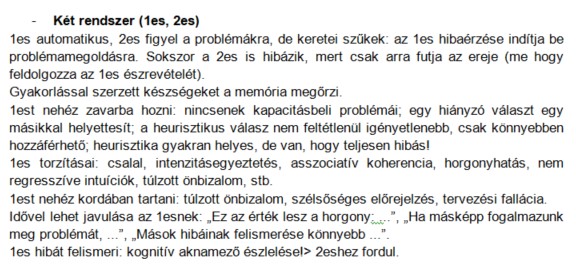 - Két rendszer (1es, 2es)
1es automatikus, 2es figyel a problémákra, de keretei szűkek: az 1es hibaérzése indítja be
problémamegoldásra. Sokszor a 2es is hibázik, mert csak arra futja az ereje (me hogy
feldolgozza az 1es észrevételét).
Gyakorlással szerzett készségeket a memória megőrzi.
1est nehéz zavarba hozni: nincsenek kapacitásbeli problémái; egy hiányzó választ egy
másikkal helyettesít; a heurisztikus válasz nem feltétlenül igényetlenebb, csak könnyebben
hozzáférhető; heurisztika gyakran helyes, de van, hogy teljesen hibás!
1es torzításai: csalal, intenzitásegyeztetés, asszociatív koherencia, horgonyhatás, nem
regresszíve intuíciók, túlzott önbizalom, stb.
1est nehéz kordában tartani: túlzott önbizalom, szélsőséges előrejelzés, tervezési fallácia.
Idővel lehet javulása az 1esnek: „Ez az érték lesz a horgony: …”, „Ha másképp fogalmazunk
meg problémát, …”, „Mások hibáinak felismerése könnyebb …”.
1es hibát felismeri: kognitív aknamező észlelése!> 2eshez fordul.